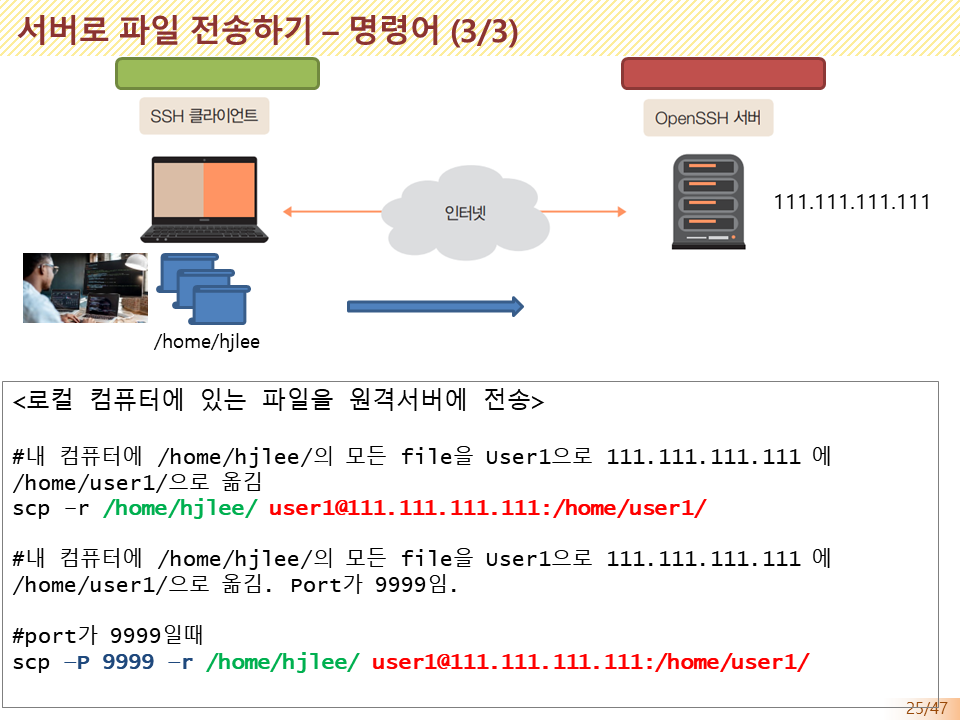 서버로 파일 전송하기 – 명령어 (3/3)
SSH 클라이언트
OpenSSH 서버
인터넷
111.111.111.111
/home/hjlee
<로컬 컴퓨터에 있는 파일을 원격서버에 전송>
#내 컴퓨터에 /home/hjlee/의 모든 file을 User1으로 111.111.111.111 에
/home/user1/으로 옮김
scp –r /home/hjlee/ user1@111.111.111.111:/home/user1/
#내 컴퓨터에 /home/hjlee/의 모든 file을 User1으로 111.111.111.111 에
/home/user1/으로 옮김. Port가 9999임.
#port가 9999일때
scp –P 9999 –r /home/hjlee/ user1@111.111.111.111:/home/user1/
25/47